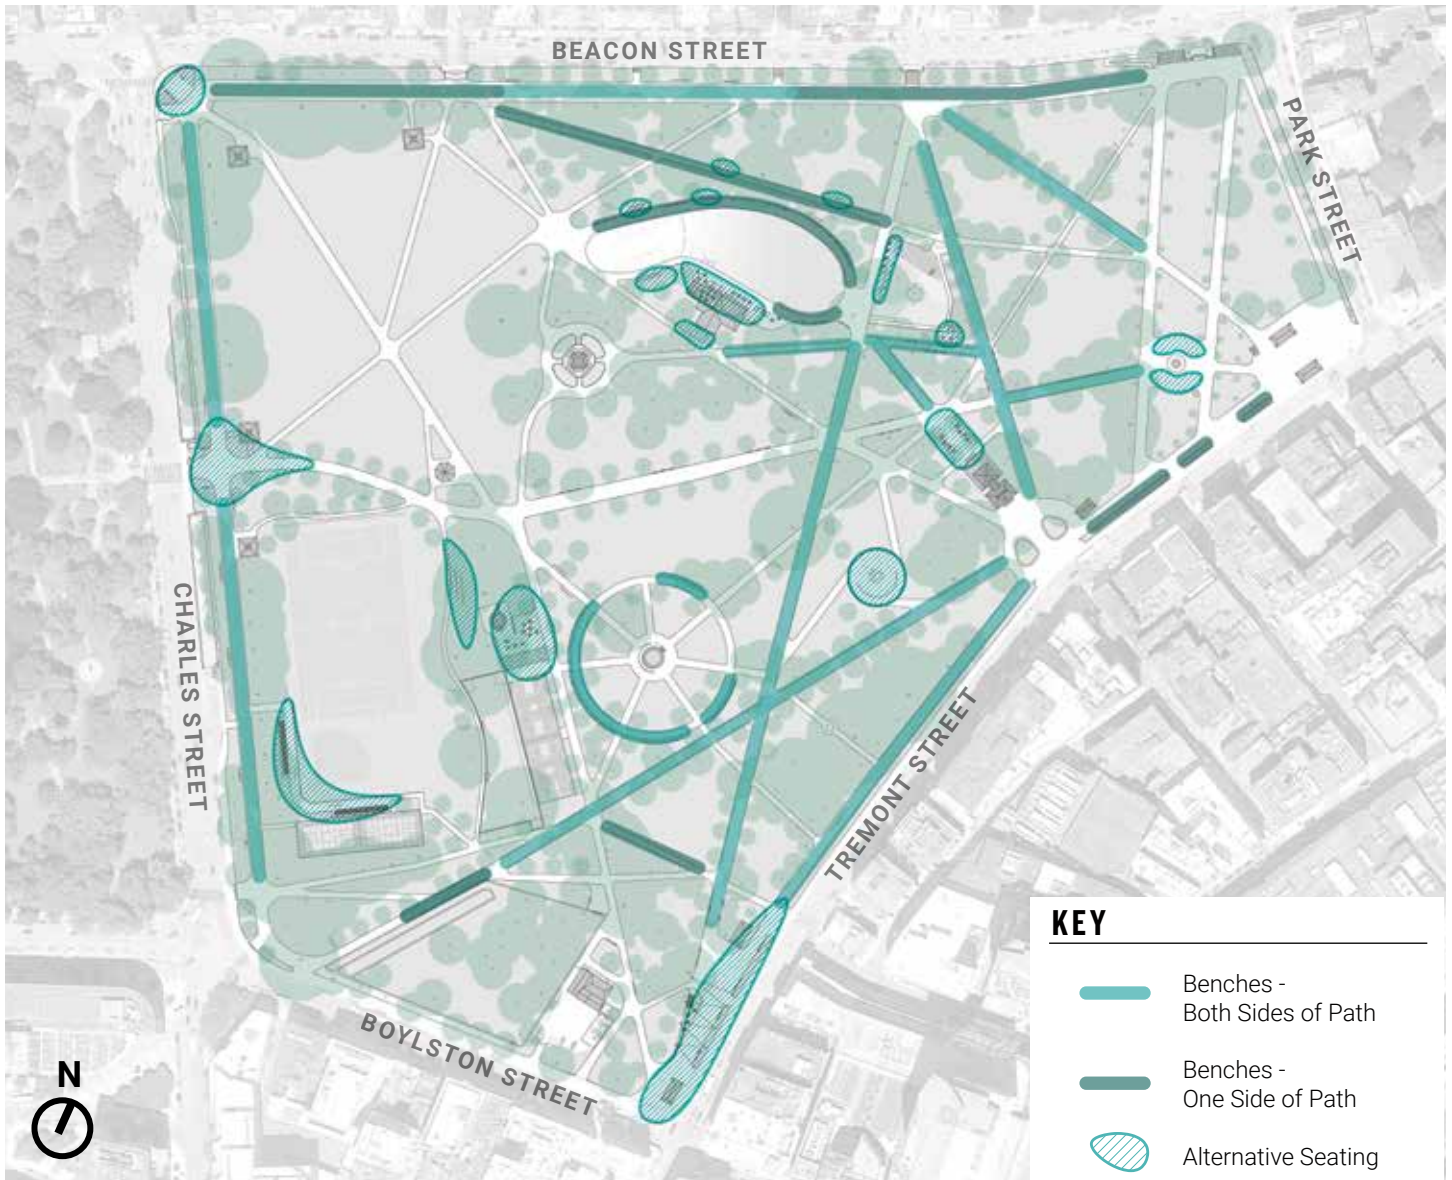 BEACON STREET
PARK STREET
CHARLES STREET
TREMONT STREET
BOYLSTON STREET
N
KEY
Benches -
Both Sides of Path
Benches -
One Side of Path
Alternative Seating